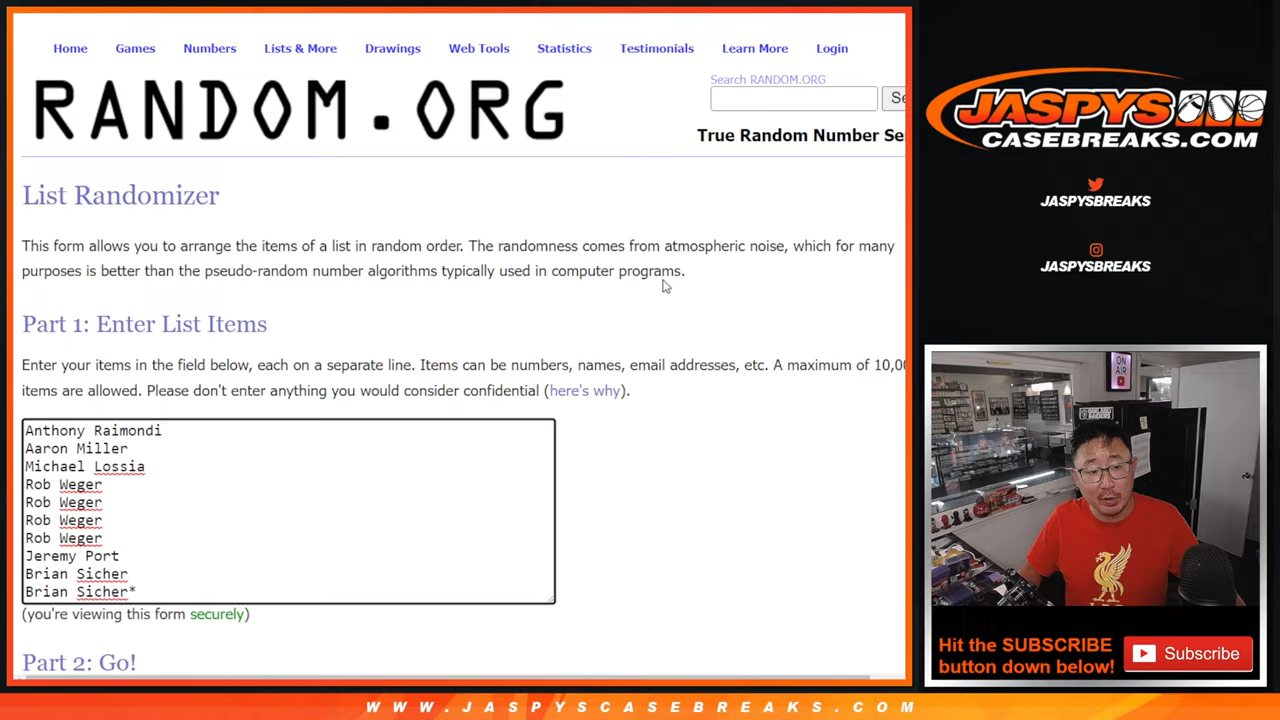 Home Games Numbers Lists & More Drawings Web Tools Statistics Testimonials Learn More Login
RANDOM.ORG
Search RANDOM.ORG
Se
True Random Number Se
List Randomizer
This form allows you to arrange the items of a list in random order. The randomness comes from atmospheric noise, which for many
purposes is better than the pseudo-random number algorithms typically used in computer programs.
Part 1: Enter List Items
Enter your items in the field below, each on a separate line. Items can be numbers, names, email addresses, etc. A maximum of 10,00
items are allowed. Please don't enter anything you would consider confidential (here's why).
Anthony Raimondi
Aaron Miller
Michael Lossia
Rob Weger
Rob Weger
Rob Weger
Rob Weger
Jeremy Port
Brian Sicher
Brian Sicher*
(you're viewing this form securely)
Part 2: Go!
JASPYS
CASEBREAKS.COM
JASPYSBREAKS
JASPYSBREAKS
ON
AIR
Hit the SUBSCRIBE
button down below!
Subscribe
WWW.JASPYSCASEBREAKS.COM